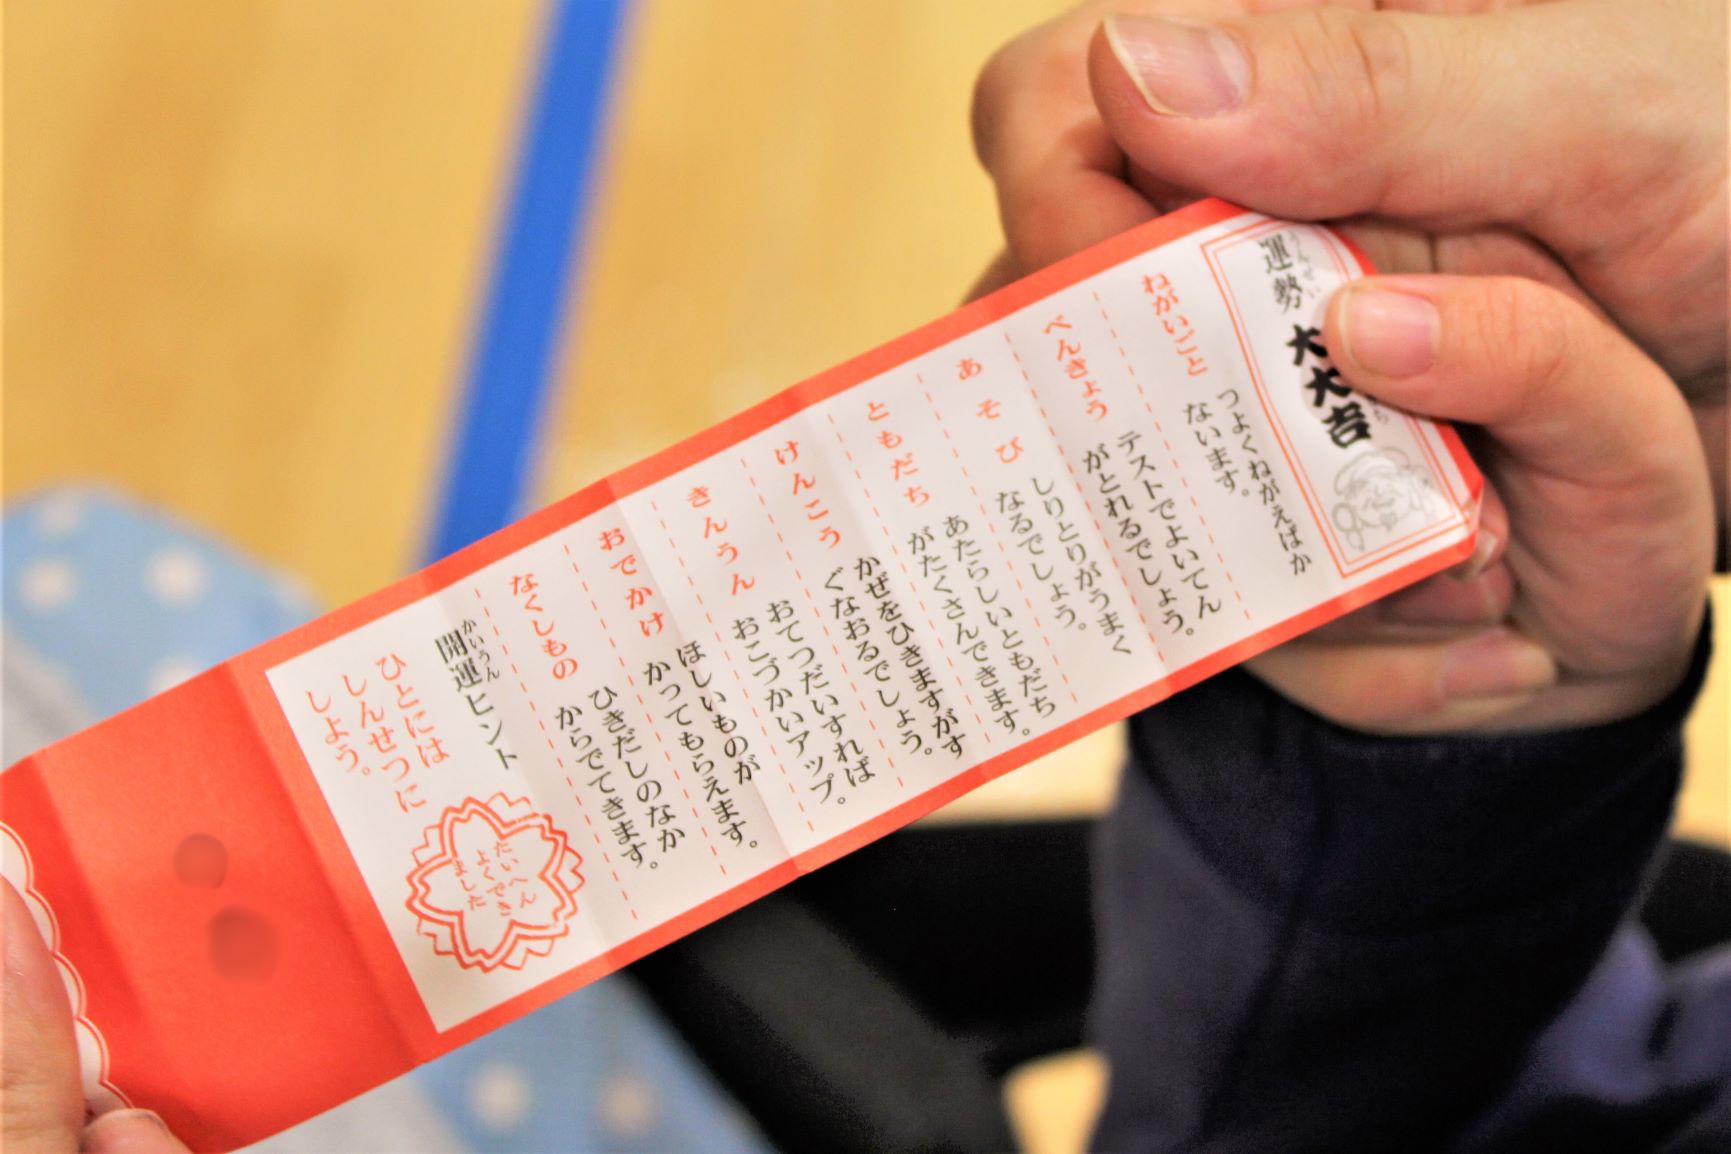 うんせい
運勢
大大吉
ねがいごと
つよくねがえばか
ないます。
べんきょう
テストでよいてん
がとれるでしょう。
あそび
しりとりがうまく
なるでしょう。
ともだち
あたらしいともだち
がたくさんできます。
けんこう
かぜをひきますがす
ぐなおるでしょう。
きんうん
おてつだいすれば
おこづかいアップ。
おでかけ
ほしいものが
かってもらえます。
なくしもの
ひきだしのなか
からでてきます。
かいうん
開運ヒント
ひとには
しんせつに
しよう。
たいへん
よくでき
ました